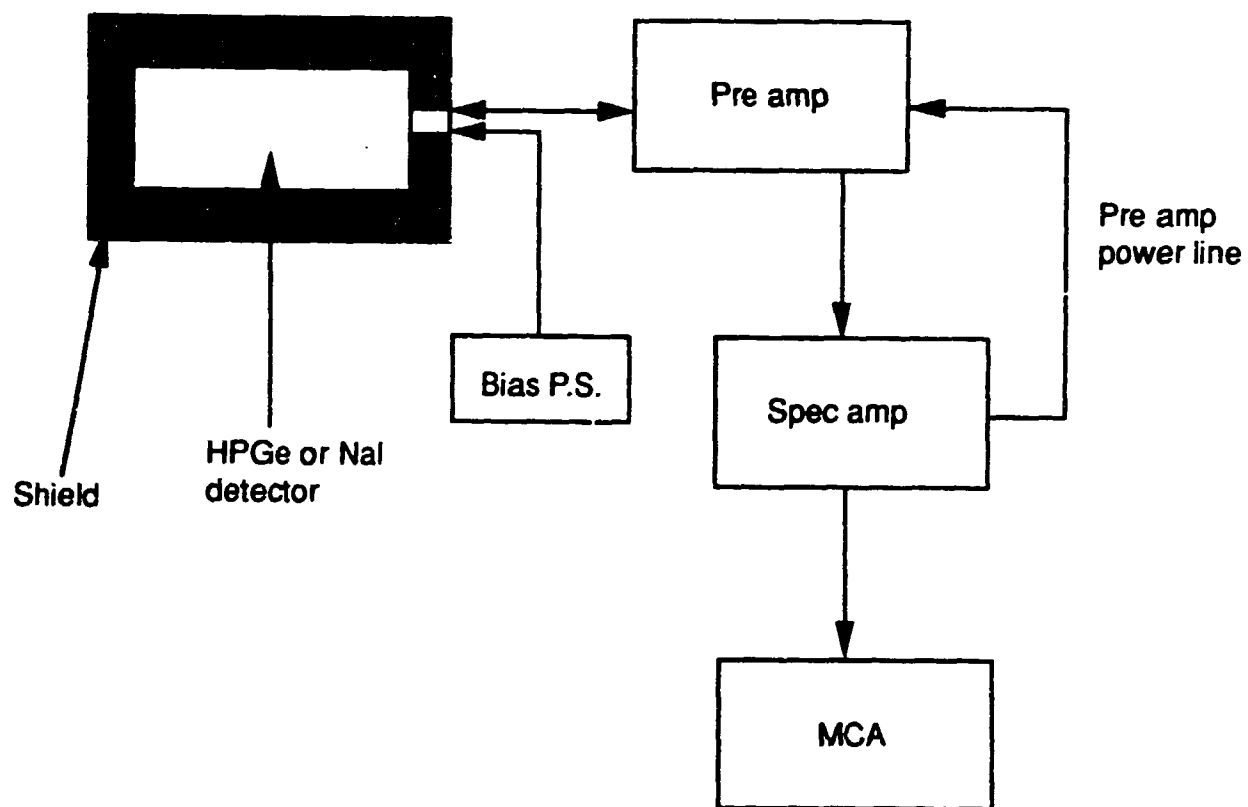 Pre amp
Pre amp
power line
Bias P.S.
Spec amp
HPGe or NaI
detector
Shield
MCA